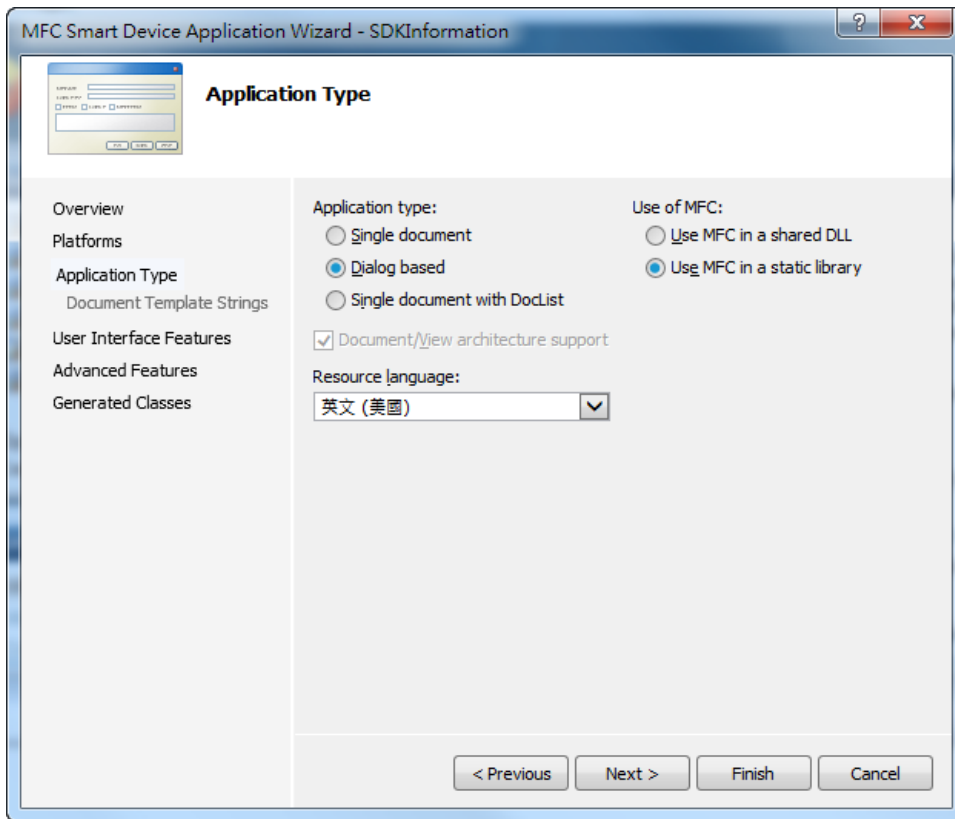 MFC Smart Device Application Wizard - SDKInformation
?
Application Type
Overview
Platforms
Application Type
Document Template Strings
User Interface Features
Advanced Features
Generated Classes
Application type:
Single document
Dialog based
Single document with DocList
Document/View architecture support
Resource language:
英文 (美國)
Use of MFC:
Use MFC in a shared DLL
Use MFC in a static library
< Previous
Next >
Finish
Cancel